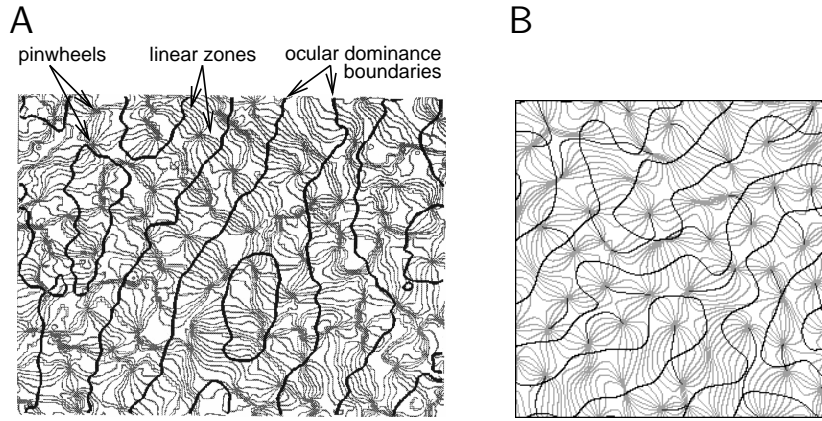 A
B
pinwheels
linear zones
ocular dominance
boundaries